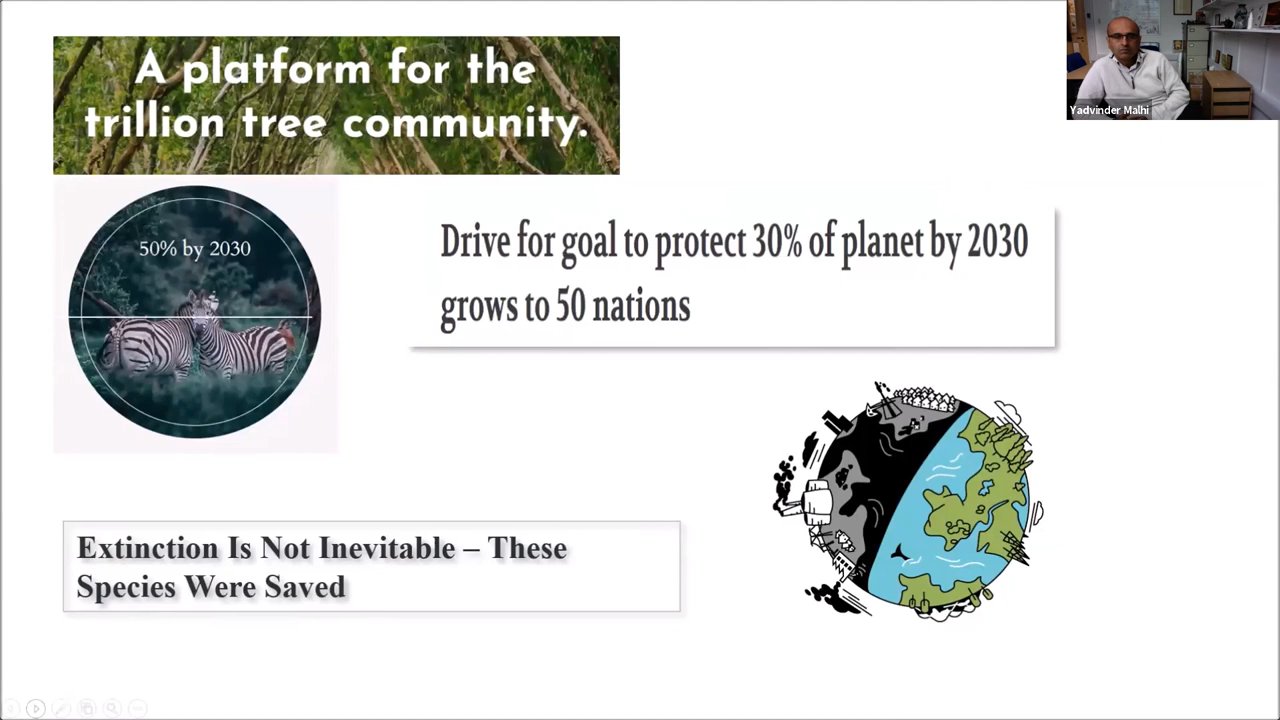 A platform for the
trillion tree community.
Yadvinder Malhi
50% by 2030
Drive for goal to protect 30% of planet by 2030
grows to 50 nations
Extinction Is Not Inevitable – These
Species Were Saved